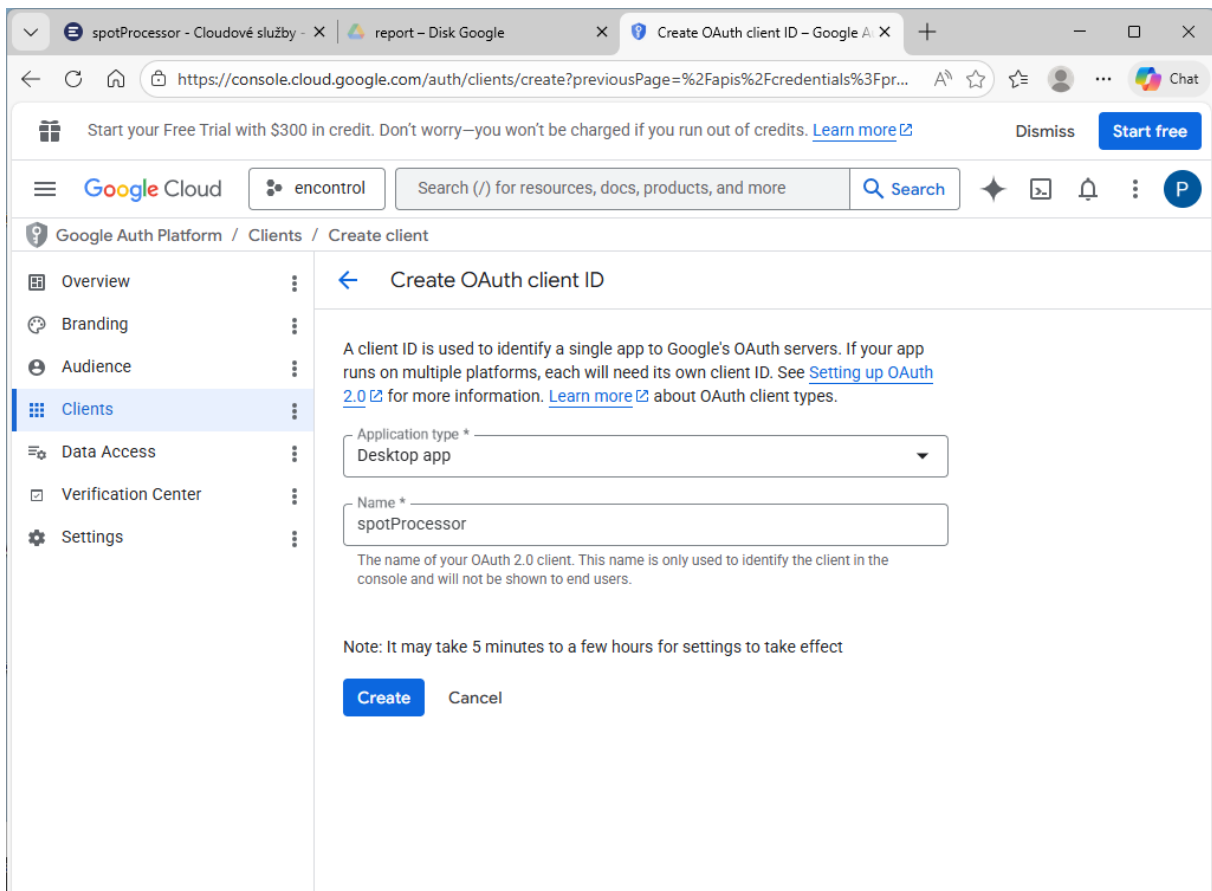 spotProcessor - Cloudové služby -
report – Disk Google
Create OAuth client ID – Google A
https://console.cloud.google.com/auth/clients/create?previousPage=%2Fapis%2Fcredentials%3Fpr...
Chat
Start your Free Trial with $300 in credit. Don't worry—you won't be charged if you run out of credits. Learn more
Dismiss
Start free
Google Cloud
encontrol
Search (/) for resources, docs, products, and more
Search
P
Google Auth Platform / Clients / Create client
Overview
Branding
Audience
Clients
Data Access
Verification Center
Settings
Create OAuth client ID
A client ID is used to identify a single app to Google's OAuth servers. If your app
runs on multiple platforms, each will need its own client ID. See Setting up OAuth
2.0 for more information. Learn more about OAuth client types.
Application type *
Desktop app
Name *
spotProcessor
The name of your OAuth 2.0 client. This name is only used to identify the client in the
console and will not be shown to end users.
Note: It may take 5 minutes to a few hours for settings to take effect
Create
Cancel